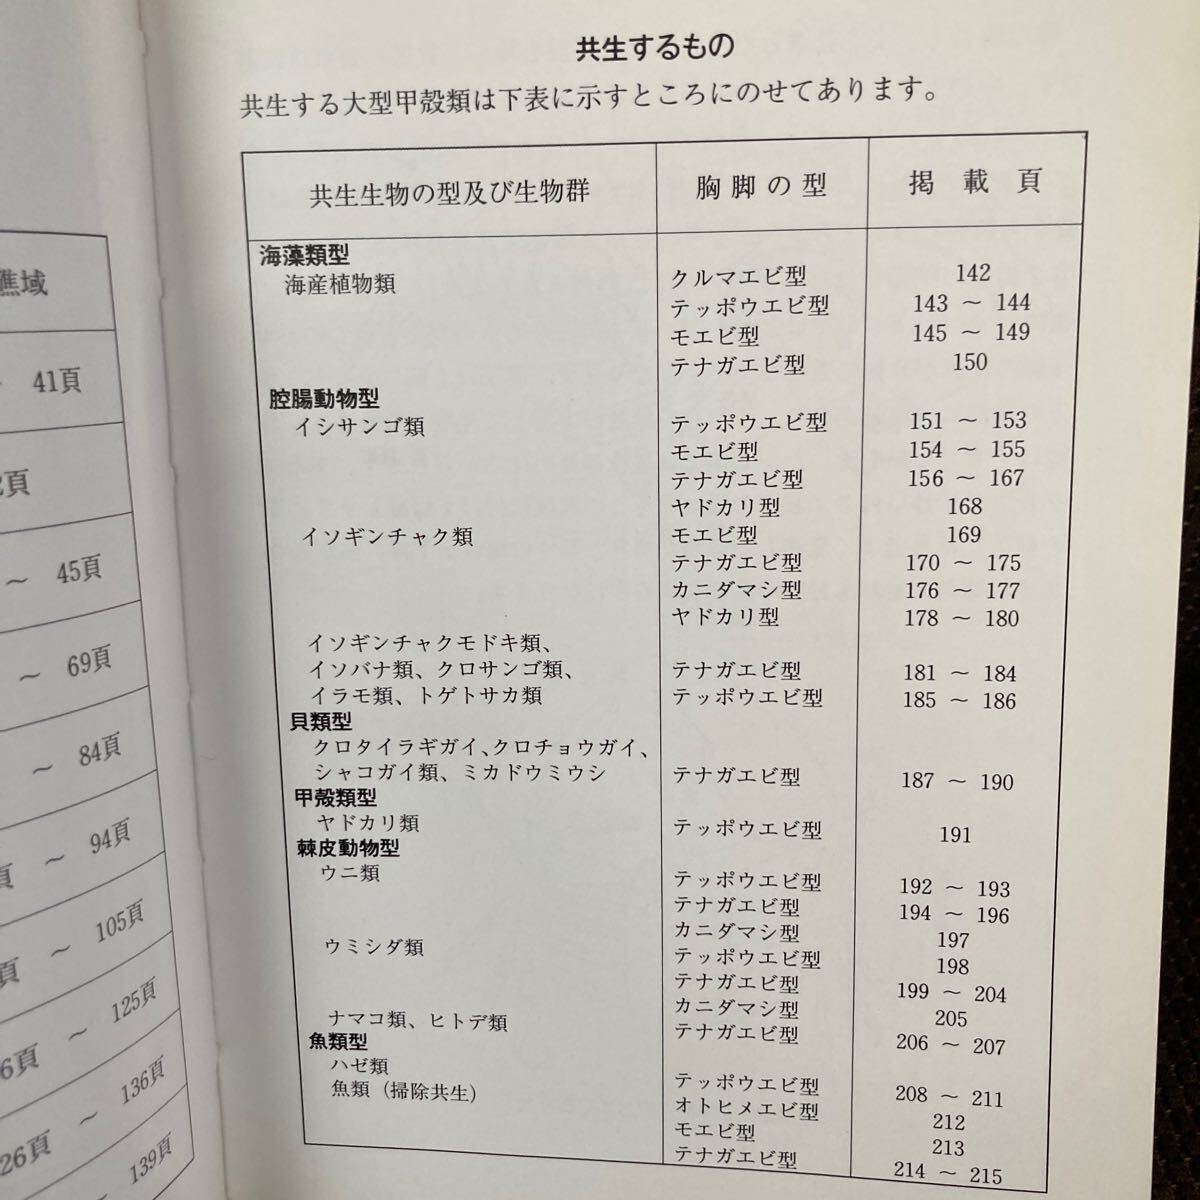 礁域
41頁
頁
～ 45頁
～ 69頁
～ 84頁
～ 94頁
頁
～ 105頁
頁
～ 125頁
6頁
～ 136頁
26頁
～ 139頁
共生するもの
共生する大型甲殻類は下表に示すところにのせてあります。
共生生物の型及び生物群 胸脚の型 掲載頁
海藻類型
海産植物類 クルマエビ型 142
テッポウエビ型 143 ～ 144
モエビ型 145 ～ 149
テナガエビ型 150
腔腸動物型
イシサンゴ類 テッポウエビ型 151 ～ 153
モエビ型 154 ～ 155
テナガエビ型 156 ～ 167
ヤドカリ型 168
イソギンチャク類 モエビ型 169
テナガエビ型 170 ～ 175
カニダマシ型 176 ～ 177
ヤドカリ型 178 ～ 180
イソギンチャクモドキ類、
イソバナ類、クロサンゴ類、 テナガエビ型 181 ～ 184
イラモ類、トゲトサカ類 テッポウエビ型 185 ～ 186
貝類型
クロタイラギガイ、クロチョウガイ、
シャコガイ類、ミカドウミウシ テナガエビ型 187 ～ 190
甲殻類型
ヤドカリ類 テッポウエビ型 191
棘皮動物型
ウニ類 テッポウエビ型 192 ～ 193
テナガエビ型 194 ～ 196
カニダマシ型 197
ウミシダ類 テッポウエビ型 198
テナガエビ型 199 ～ 204
カニダマシ型 205
ナマコ類、ヒトデ類 テナガエビ型 206 ～ 207
魚類型
ハゼ類 テッポウエビ型 208 ～ 211
魚類（掃除共生） オトヒメエビ型 212
モエビ型 213
テナガエビ型 214 ～ 215